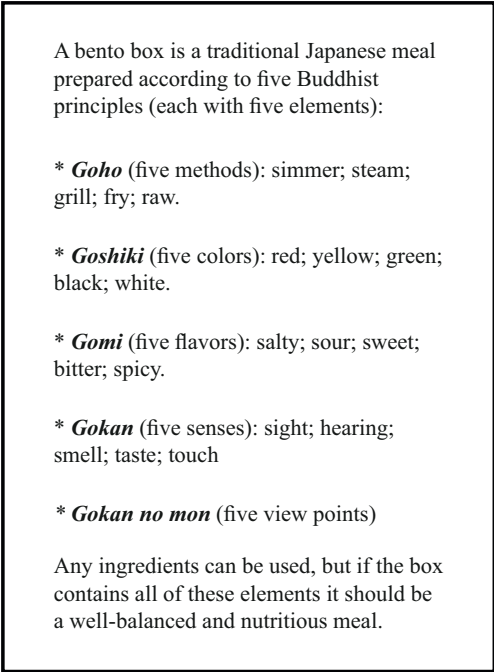 A bento box is a traditional Japanese meal
prepared according to five Buddhist
principles (each with five elements):
* Goho (five methods): simmer; steam;
grill; fry; raw.
* Goshiki (five colors): red; yellow; green;
black; white.
* Gomi (five flavors): salty; sour; sweet;
bitter; spicy.
* Gokan (five senses): sight; hearing;
smell; taste; touch
* Gokan no mon (five view points)
Any ingredients can be used, but if the box
contains all of these elements it should be
a well-balanced and nutritious meal.